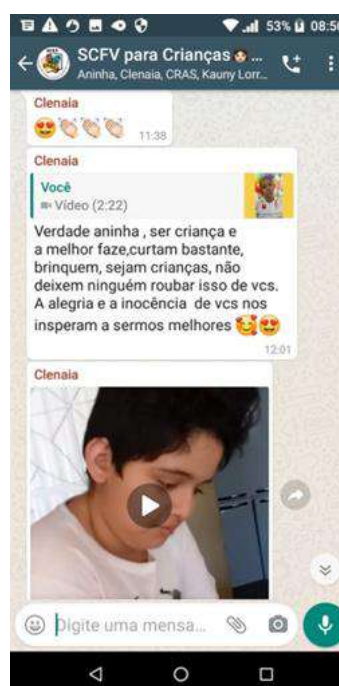 53% 08:50
SCFV para Crianças ...
Aninha, Clenaia, CRAS, Kauny Lorr...
Clenaia
11:38
Clenaia
Você
Vídeo (2:22)
Verdade aninha , ser criança e
a melhor faze,curtam bastante,
brinquem, sejam crianças, não
deixem ninguém roubar isso de vcs.
A alegria e a inocência de vcs nos
insperam a sermos melhores
12:01
Clenaia
Digite uma mensa...